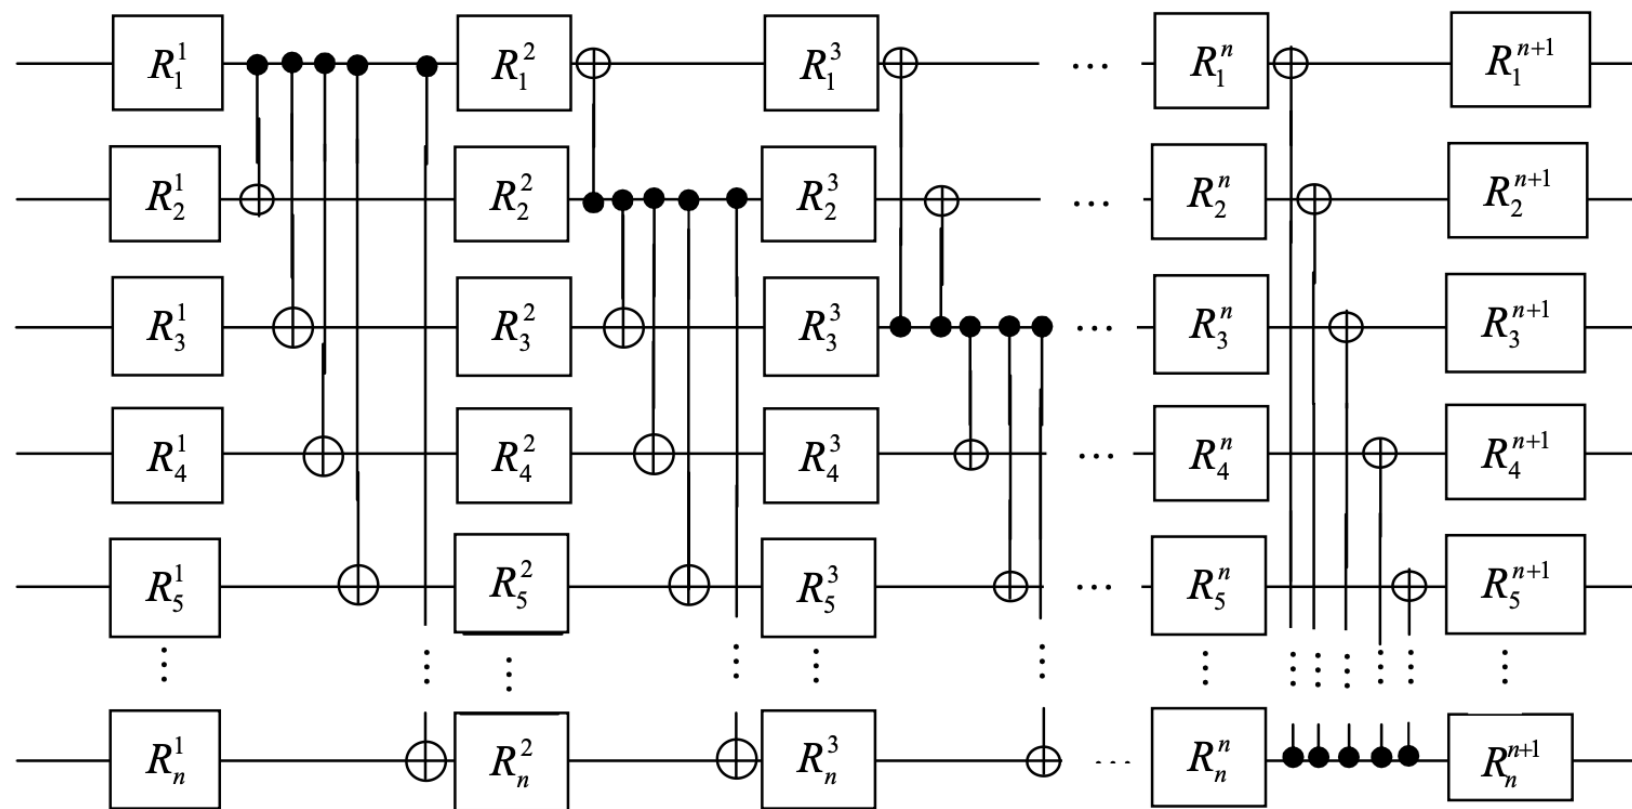 R_1^1 R_1^2 R_1^3 ... R_1^n R_1^{n+1}
R_2^1 R_2^2 R_2^3 ... R_2^n R_2^{n+1}
R_3^1 R_3^2 R_3^3 ... R_3^n R_3^{n+1}
R_4^1 R_4^2 R_4^3 ... R_4^n R_4^{n+1}
R_5^1 R_5^2 R_5^3 ... R_5^n R_5^{n+1}
R_n^1 R_n^2 R_n^3 ... R_n^n R_n^{n+1}